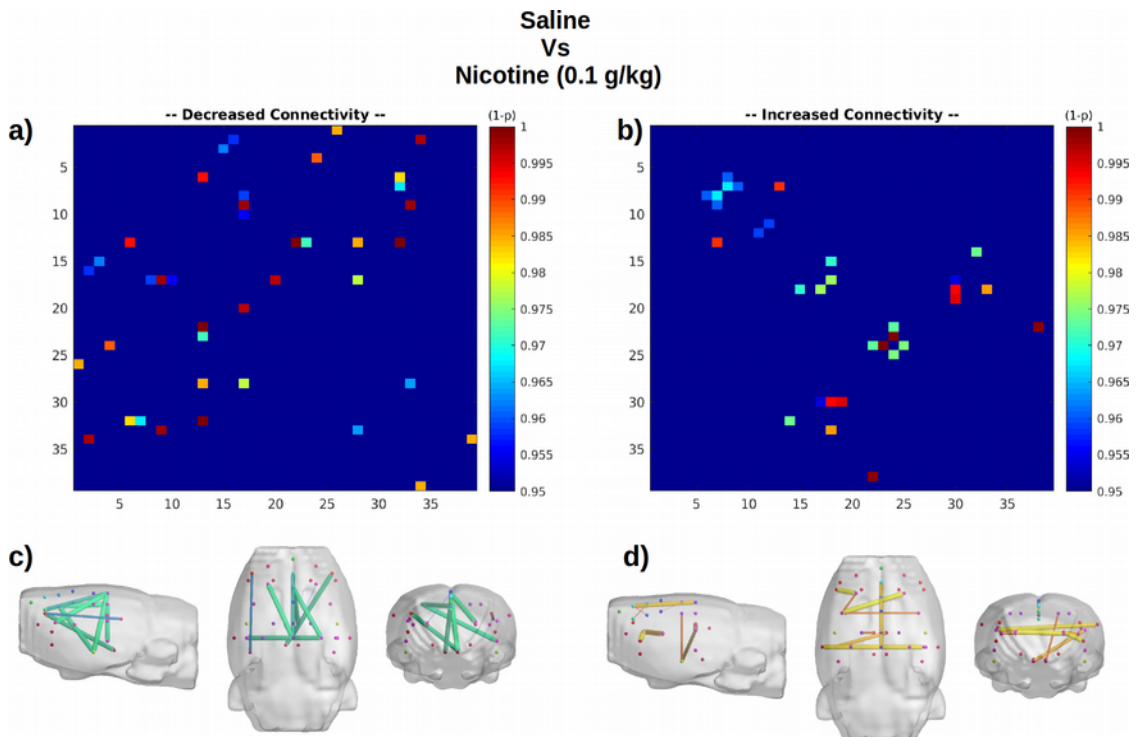 Saline
Vs
Nicotine (0.1 g/kg)
a)
-- Decreased Connectivity --
(1-p)
5
10
15
20
25
30
35
5 10 15 20 25 30 35
1
0.995
0.99
0.985
0.98
0.975
0.97
0.965
0.96
0.955
0.95
b)
-- Increased Connectivity --
(1-p)
5
10
15
20
25
30
35
5 10 15 20 25 30 35
1
0.995
0.99
0.985
0.98
0.975
0.97
0.965
0.96
0.955
0.95
c)
d)